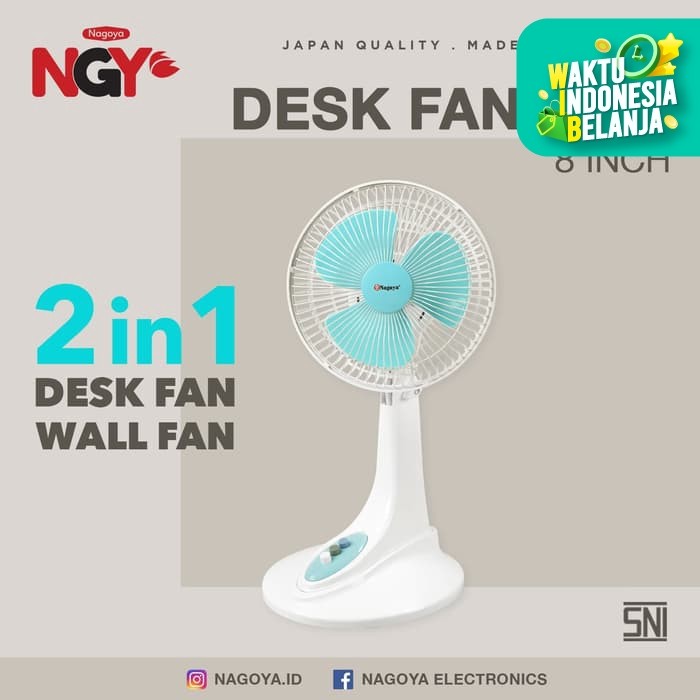 Nagoya
NGY
JAPAN QUALITY . MADE
WAKTU
INDONESIA
BELANJA
DESK FAN
8 INCH
Nagoya
2 in 1
DESK FAN
WALL FAN
SNI
NAGOYA.ID
NAGOYA ELECTRONICS